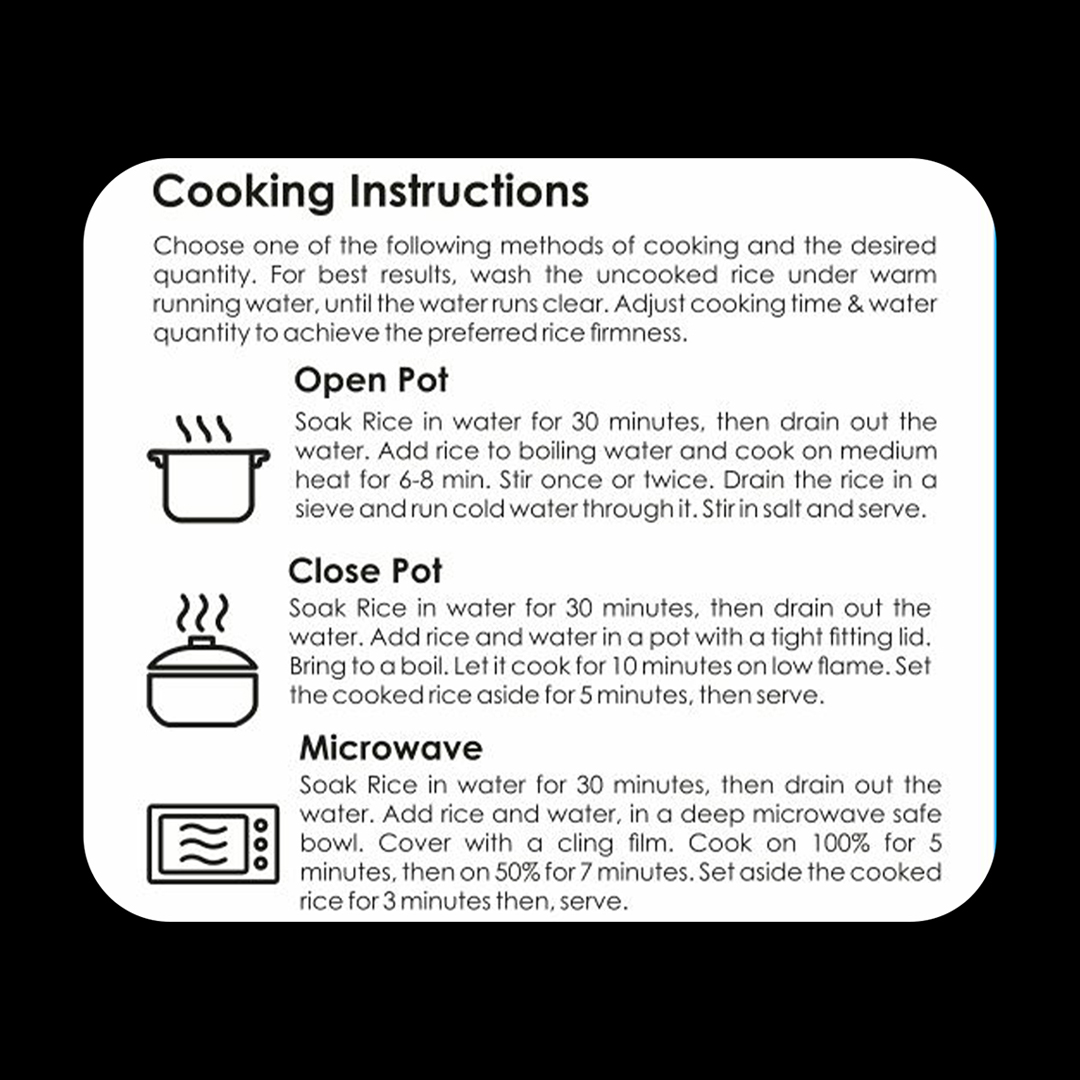 Cooking Instructions
Choose one of the following methods of cooking and the desired
quantity. For best results, wash the uncooked rice under warm
running water, until the water runs clear. Adjust cooking time & water
quantity to achieve the preferred rice firmness.
Open Pot
Soak Rice in water for 30 minutes, then drain out the
water. Add rice to boiling water and cook on medium
heat for 6-8 min. Stir once or twice. Drain the rice in a
sieve and run cold water through it. Stir in salt and serve.
Close Pot
Soak Rice in water for 30 minutes, then drain out the
water. Add rice and water in a pot with a tight fitting lid.
Bring to a boil. Let it cook for 10 minutes on low flame. Set
the cooked rice aside for 5 minutes, then serve.
Microwave
Soak Rice in water for 30 minutes, then drain out the
water. Add rice and water, in a deep microwave safe
bowl. Cover with a cling film. Cook on 100% for 5
minutes, then on 50% for 7 minutes. Set aside the cooked
rice for 3 minutes then, serve.